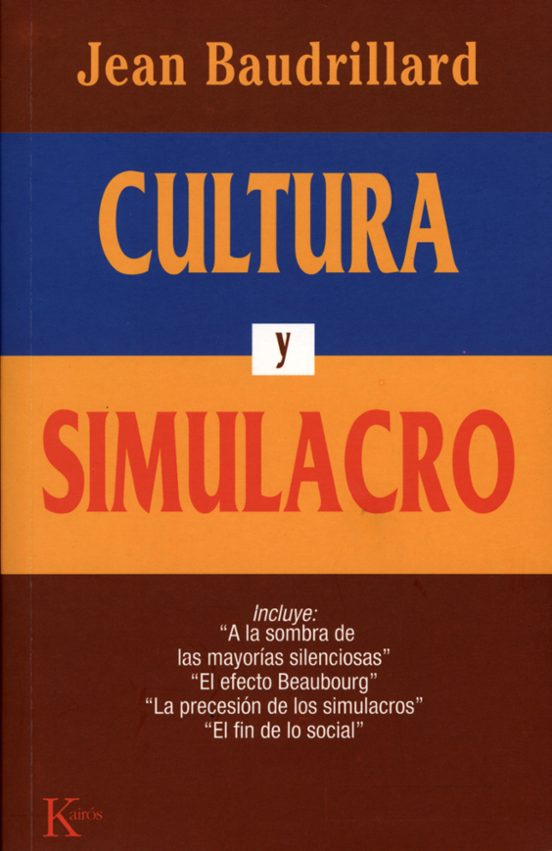 Jean Baudrillard
CULTURA
y
SIMULACRO
Incluye:
“A la sombra de
las mayorías silenciosas”
“El efecto Beaubourg”
“La precesión de los simulacros”
“El fin de lo social”
Kairós